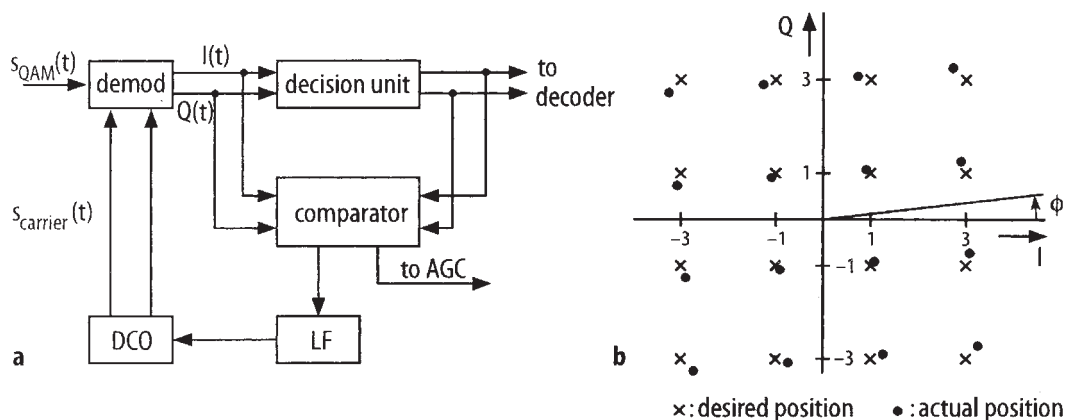 s_QAM(t)
demod
I(t)
Q(t)
decision unit
to
decoder
s_carrier(t)
comparator
to AGC
DCO
LF
a
Q
3
1
-3
-1
1
3
ϕ
I
-1
-3
b
×: desired position
●: actual position